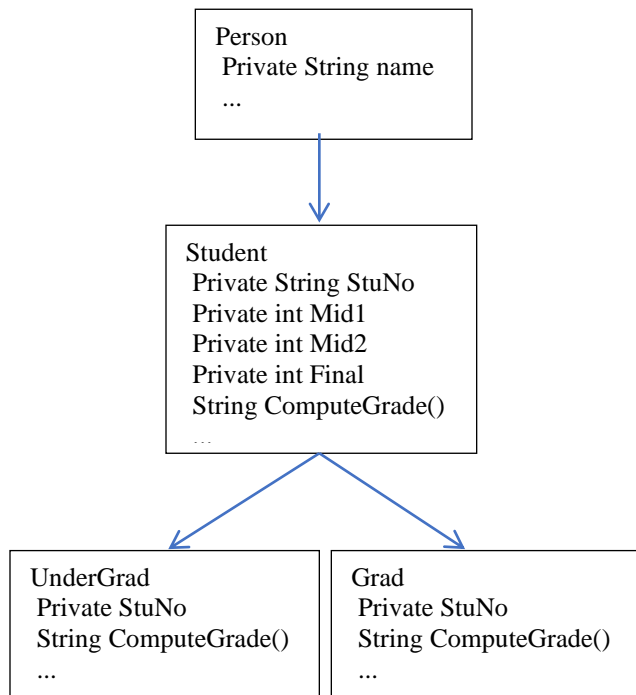 Person
Private String name
...
Student
Private String StuNo
Private int Mid1
Private int Mid2
Private int Final
String ComputeGrade()
...
UnderGrad
Private StuNo
String ComputeGrade()
...
Grad
Private StuNo
String ComputeGrade()
...